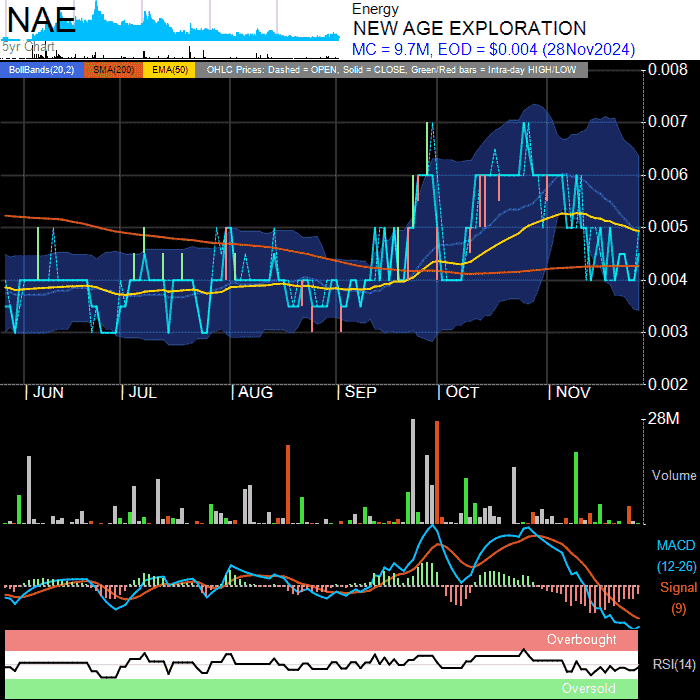 NAE
5yr Chart
Energy
NEW AGE EXPLORATION
MC = 9.7M, EOD = $0.004 (28Nov2024)
BollBands(20,2) SMA(200) EMA(50) OHLC Prices: Dashed = OPEN, Solid = CLOSE, Green/Red bars = Intra-day HIGH/LOW
0.008
0.007
0.006
0.005
0.004
0.003
0.002
JUN JUL AUG SEP OCT NOV
28M
Volume
MACD
(12-26)
Signal
(9)
Overbought
RSI(14)
Oversold